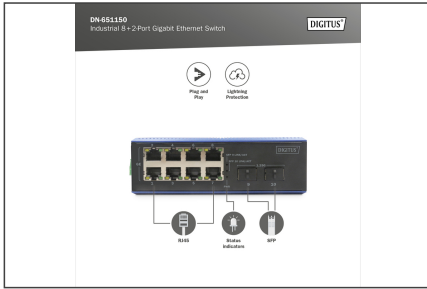 DN-651150
Industrial 8+2-Port Gigabit Ethernet Switch
DIGITUS®
Plug and
Play
Lightning
Protection
DIGITUS
RJ45
Status
Indicators
SFP